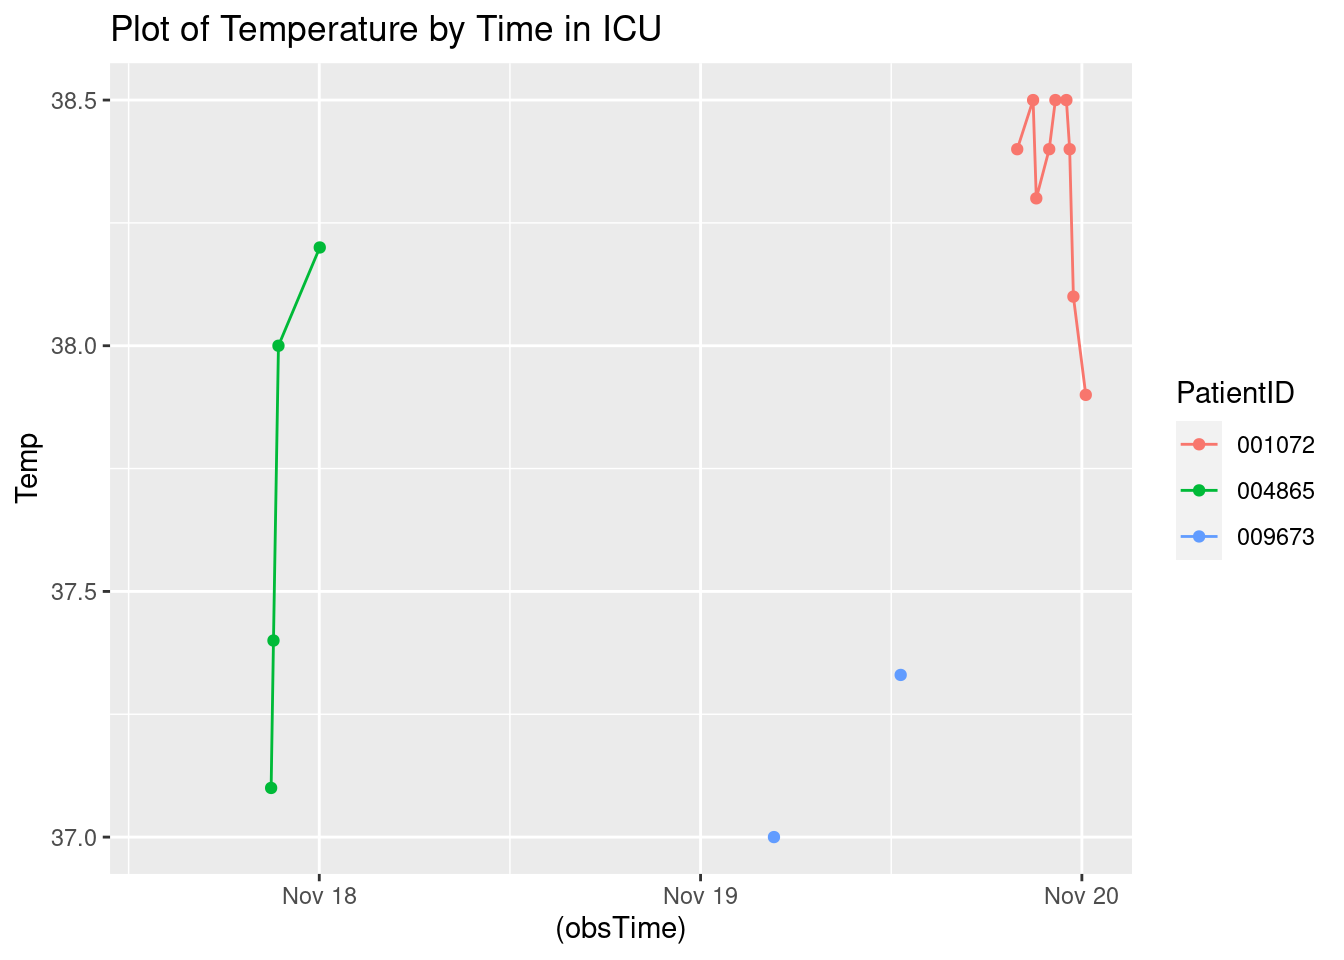 Plot of Temperature by Time in ICU
38.5
38.0
37.5
37.0
Temp
Nov 18
Nov 19
Nov 20
(obsTime)
PatientID
001072
004865
009673